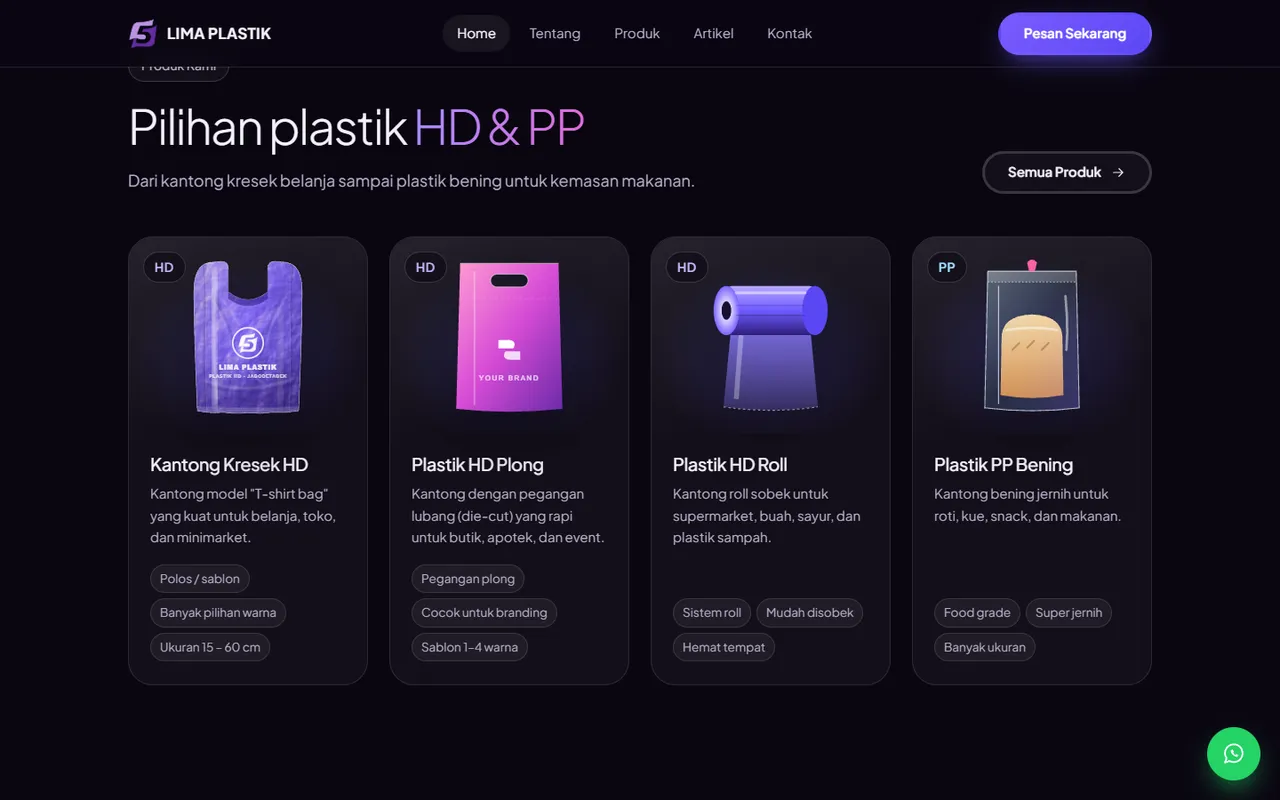 LIMA PLASTIK
Home
Tentang
Produk
Artikel
Kontak
Pesan Sekarang
Produk Kami
Pilihan plastik HD & PP
Dari kantong kresek belanja sampai plastik bening untuk kemasan makanan.
Semua Produk →
HD
LIMA PLASTIK
PLASTIK HD - JABODETABEK
Kantong Kresek HD
Kantong model "T-shirt bag"
yang kuat untuk belanja, toko,
dan minimarket.
Polos / sablon
Banyak pilihan warna
Ukuran 15 – 60 cm
HD
YOUR BRAND
Plastik HD Plong
Kantong dengan pegangan
lubang (die-cut) yang rapi
untuk butik, apotek, dan event.
Pegangan plong
Cocok untuk branding
Sablon 1–4 warna
HD
Plastik HD Roll
Kantong roll sobek untuk
supermarket, buah, sayur, dan
plastik sampah.
Sistem roll
Mudah disobek
Hemat tempat
PP
Plastik PP Bening
Kantong bening jernih untuk
roti, kue, snack, dan makanan.
Food grade
Super jernih
Banyak ukuran